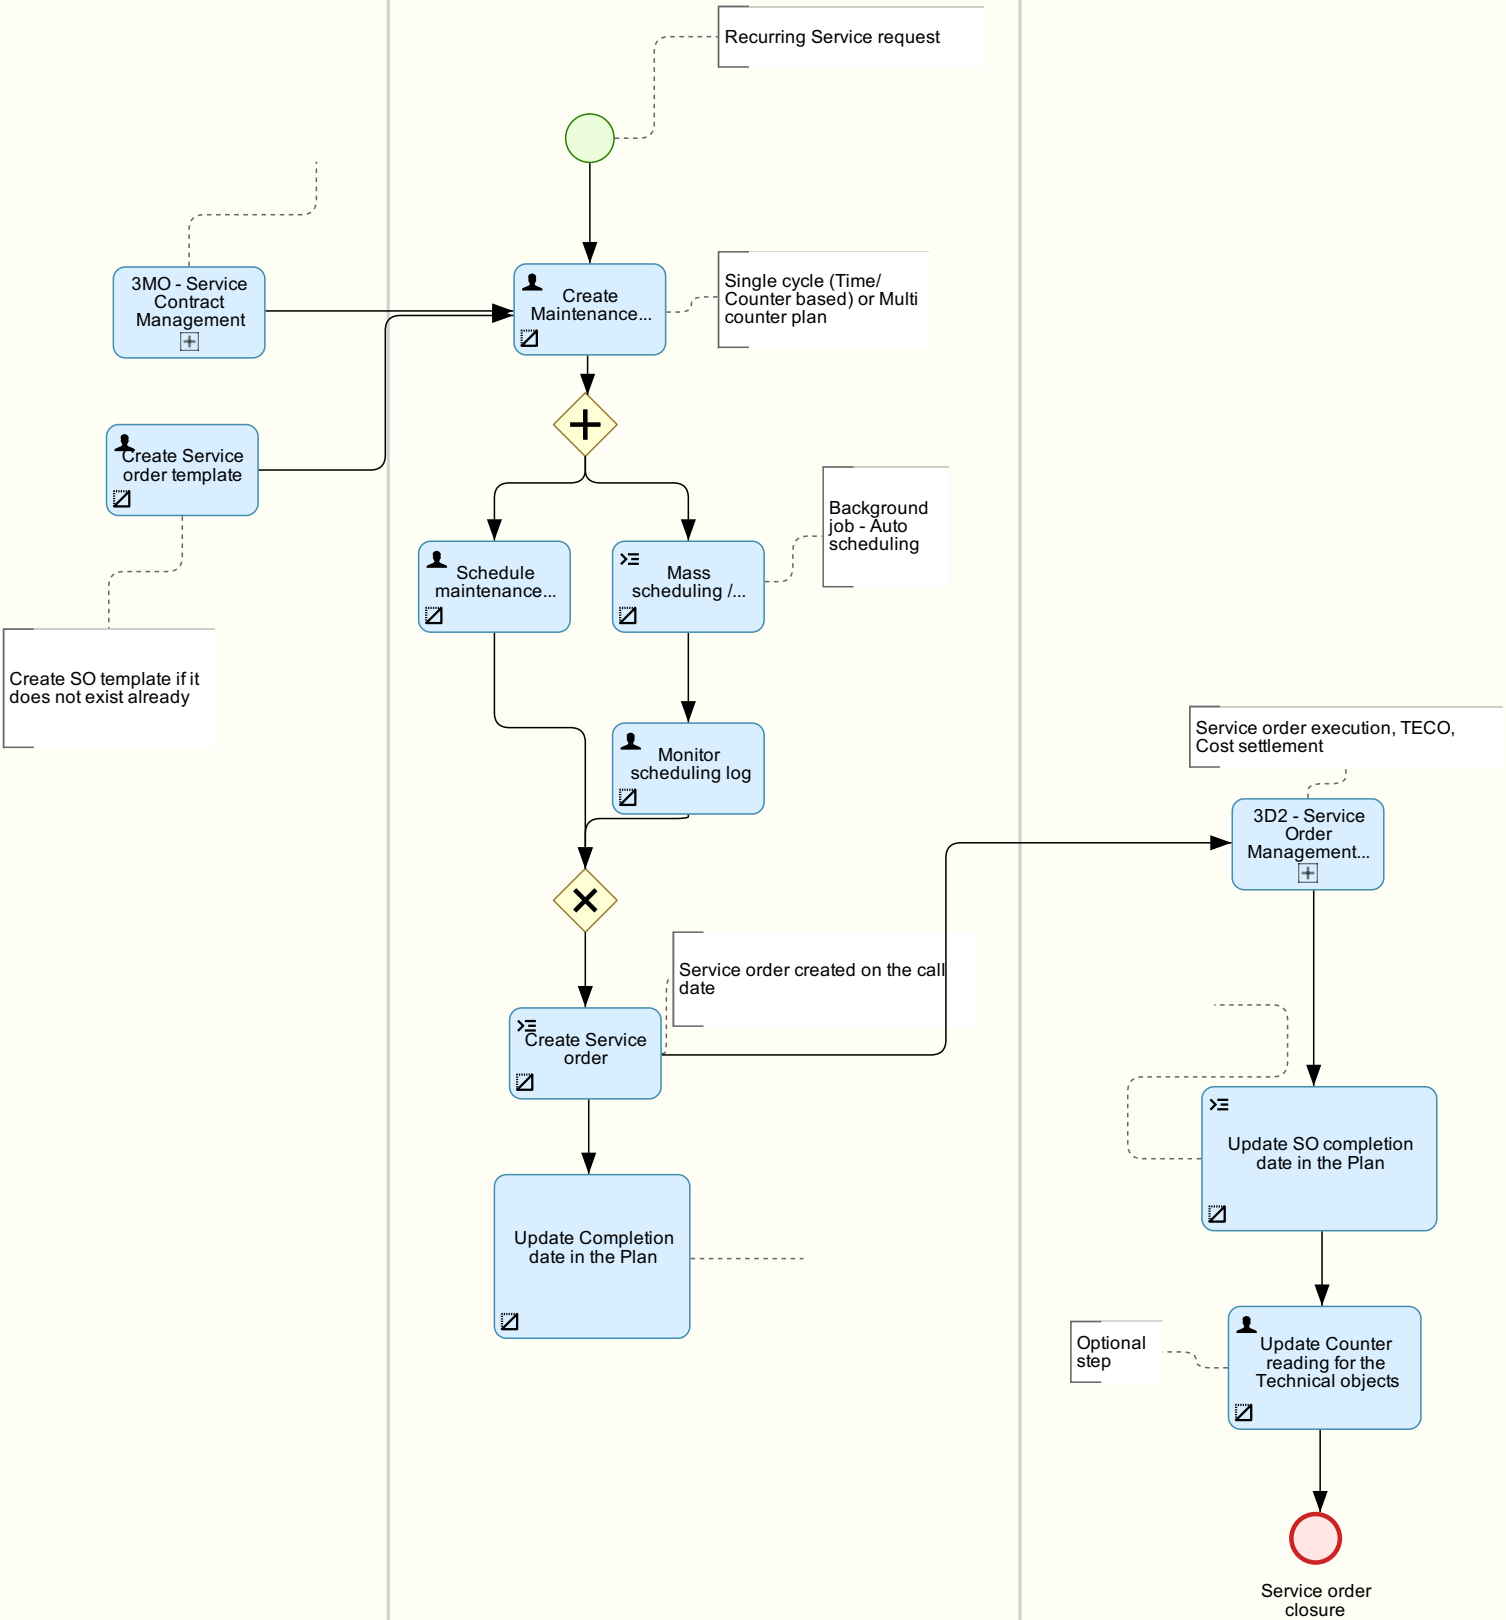 Recurring Service request
3MO - Service
Contract
Management
Create
Maintenance...
Single cycle (Time/
Counter based) or Multi
counter plan
Create Service
order template
Background
job - Auto
scheduling
Schedule
maintenance...
Mass
scheduling /...
Create SO template if it
does not exist already
Monitor
scheduling log
Service order execution, TECO,
Cost settlement
3D2 - Service
Order
Management...
Service order created on the call
date
Create Service
order
Update SO completion
date in the Plan
Update Completion
date in the Plan
Optional
step
Update Counter
reading for the
Technical objects
Service order
closure